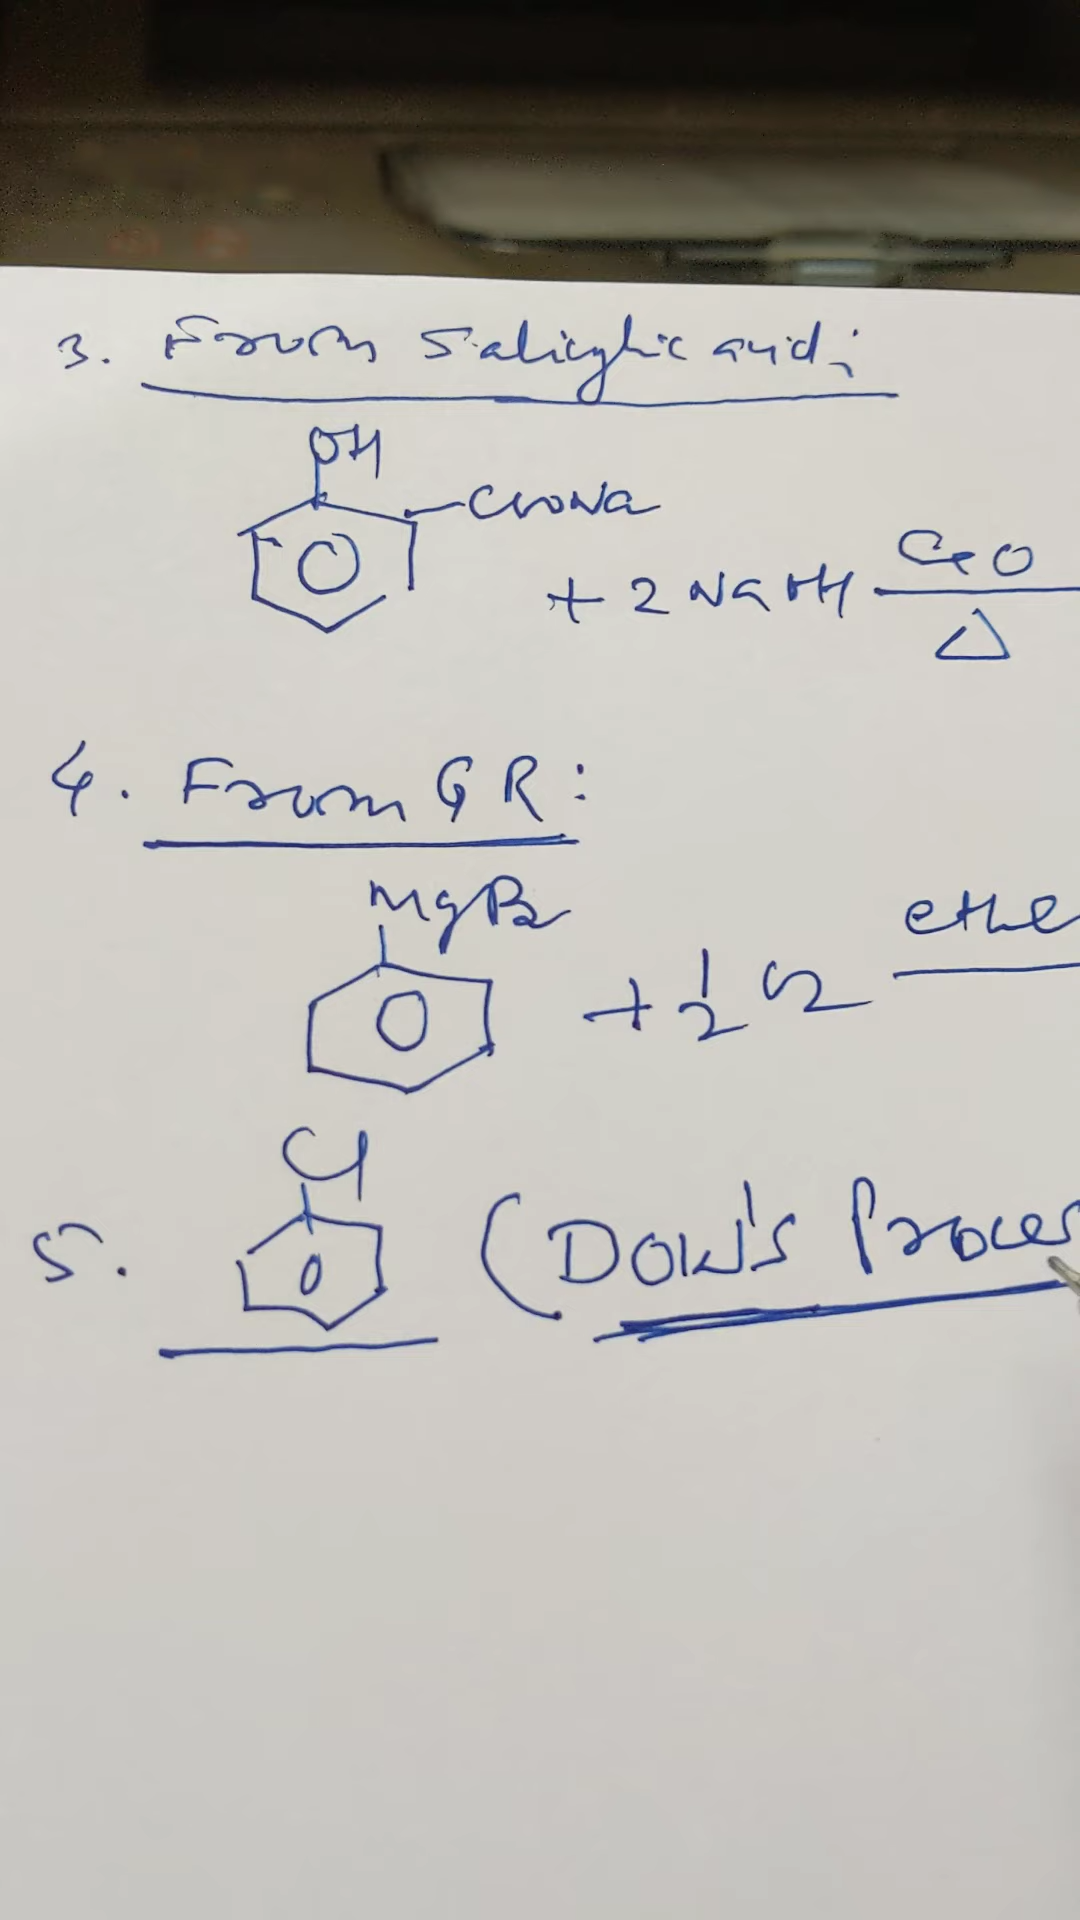 3. From Salicylic acid;
OH
COONa
+ 2 NaOH CaO
Δ
4. From GR:
MgBr
+ 1/2 O2 ethe
Cl
5. (DOW's Proces